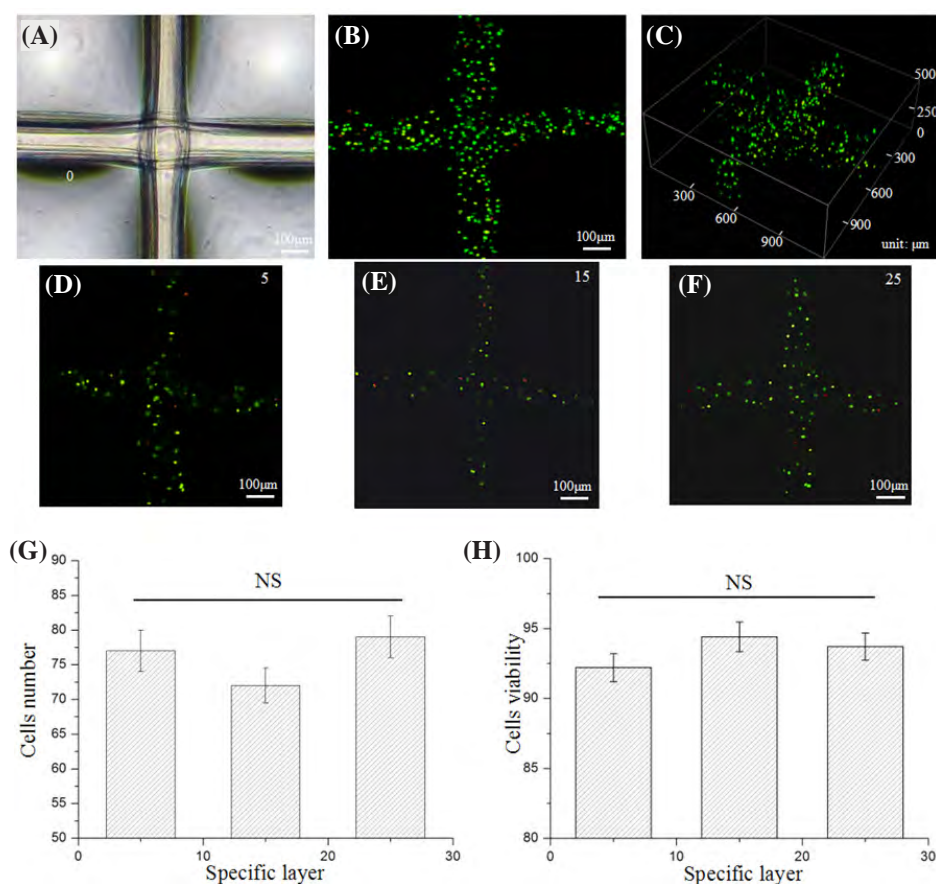 (A)
0
100μm
(B)
100μm
(C)
500
250
0
300
600
900
300
600
900
unit: μm
(D)
5
100μm
(E)
15
100μm
(F)
25
100μm
(G)
90
85
80
75
70
65
60
55
50
Cells number
NS
0
10
20
30
Specific layer
(H)
100
95
90
85
80
Cells viability
NS
0
10
20
30
Specific layer